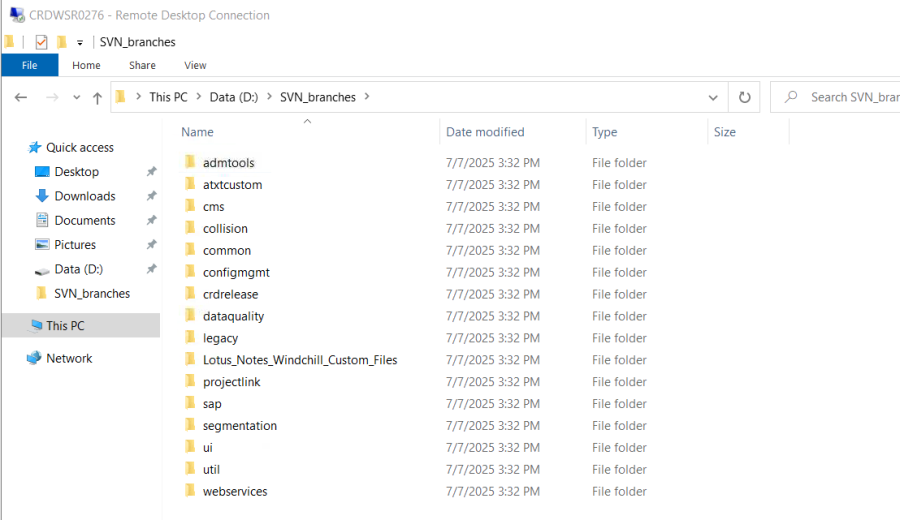 CRDWSR0276 - Remote Desktop Connection
SVN_branches
File Home Share View
This PC Data (D:) SVN_branches Search SVN_bran
Name Date modified Type Size
Quick access
Desktop
Downloads
Documents
Pictures
Data (D:)
SVN_branches
This PC
Network
admtools 7/7/2025 3:32 PM File folder
atxtcustom 7/7/2025 3:32 PM File folder
cms 7/7/2025 3:32 PM File folder
collision 7/7/2025 3:32 PM File folder
common 7/7/2025 3:32 PM File folder
configmgmt 7/7/2025 3:32 PM File folder
crdrelease 7/7/2025 3:32 PM File folder
dataquality 7/7/2025 3:32 PM File folder
legacy 7/7/2025 3:32 PM File folder
Lotus_Notes_Windchill_Custom_Files 7/7/2025 3:32 PM File folder
projectlink 7/7/2025 3:32 PM File folder
sap 7/7/2025 3:32 PM File folder
segmentation 7/7/2025 3:32 PM File folder
ui 7/7/2025 3:32 PM File folder
util 7/7/2025 3:32 PM File folder
webservices 7/7/2025 3:32 PM File folder